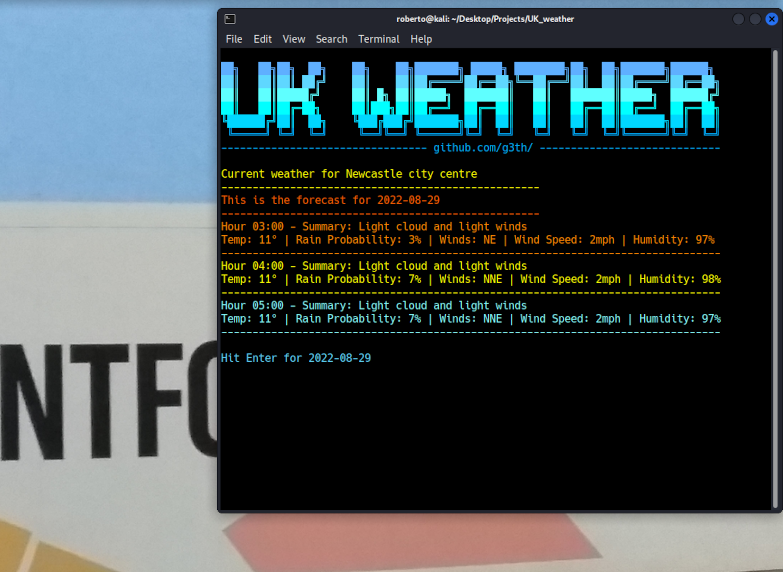 roberto@kali: ~/Desktop/Projects/UK_weather
File Edit View Search Terminal Help
UK WEATHER
--------------------------------- github.com/g3th/ -----------------------------
Current weather for Newcastle city centre
---------------------------------------------------
This is the forecast for 2022-08-29
---------------------------------------------------
Hour 03:00 - Summary: Light cloud and light winds
Temp: 11° | Rain Probability: 3% | Winds: NE | Wind Speed: 2mph | Humidity: 97%
--------------------------------------------------------------------------------
Hour 04:00 - Summary: Light cloud and light winds
Temp: 11° | Rain Probability: 7% | Winds: NNE | Wind Speed: 2mph | Humidity: 98%
--------------------------------------------------------------------------------
Hour 05:00 - Summary: Light cloud and light winds
Temp: 11° | Rain Probability: 7% | Winds: NNE | Wind Speed: 2mph | Humidity: 97%
--------------------------------------------------------------------------------
Hit Enter for 2022-08-29
NTFO